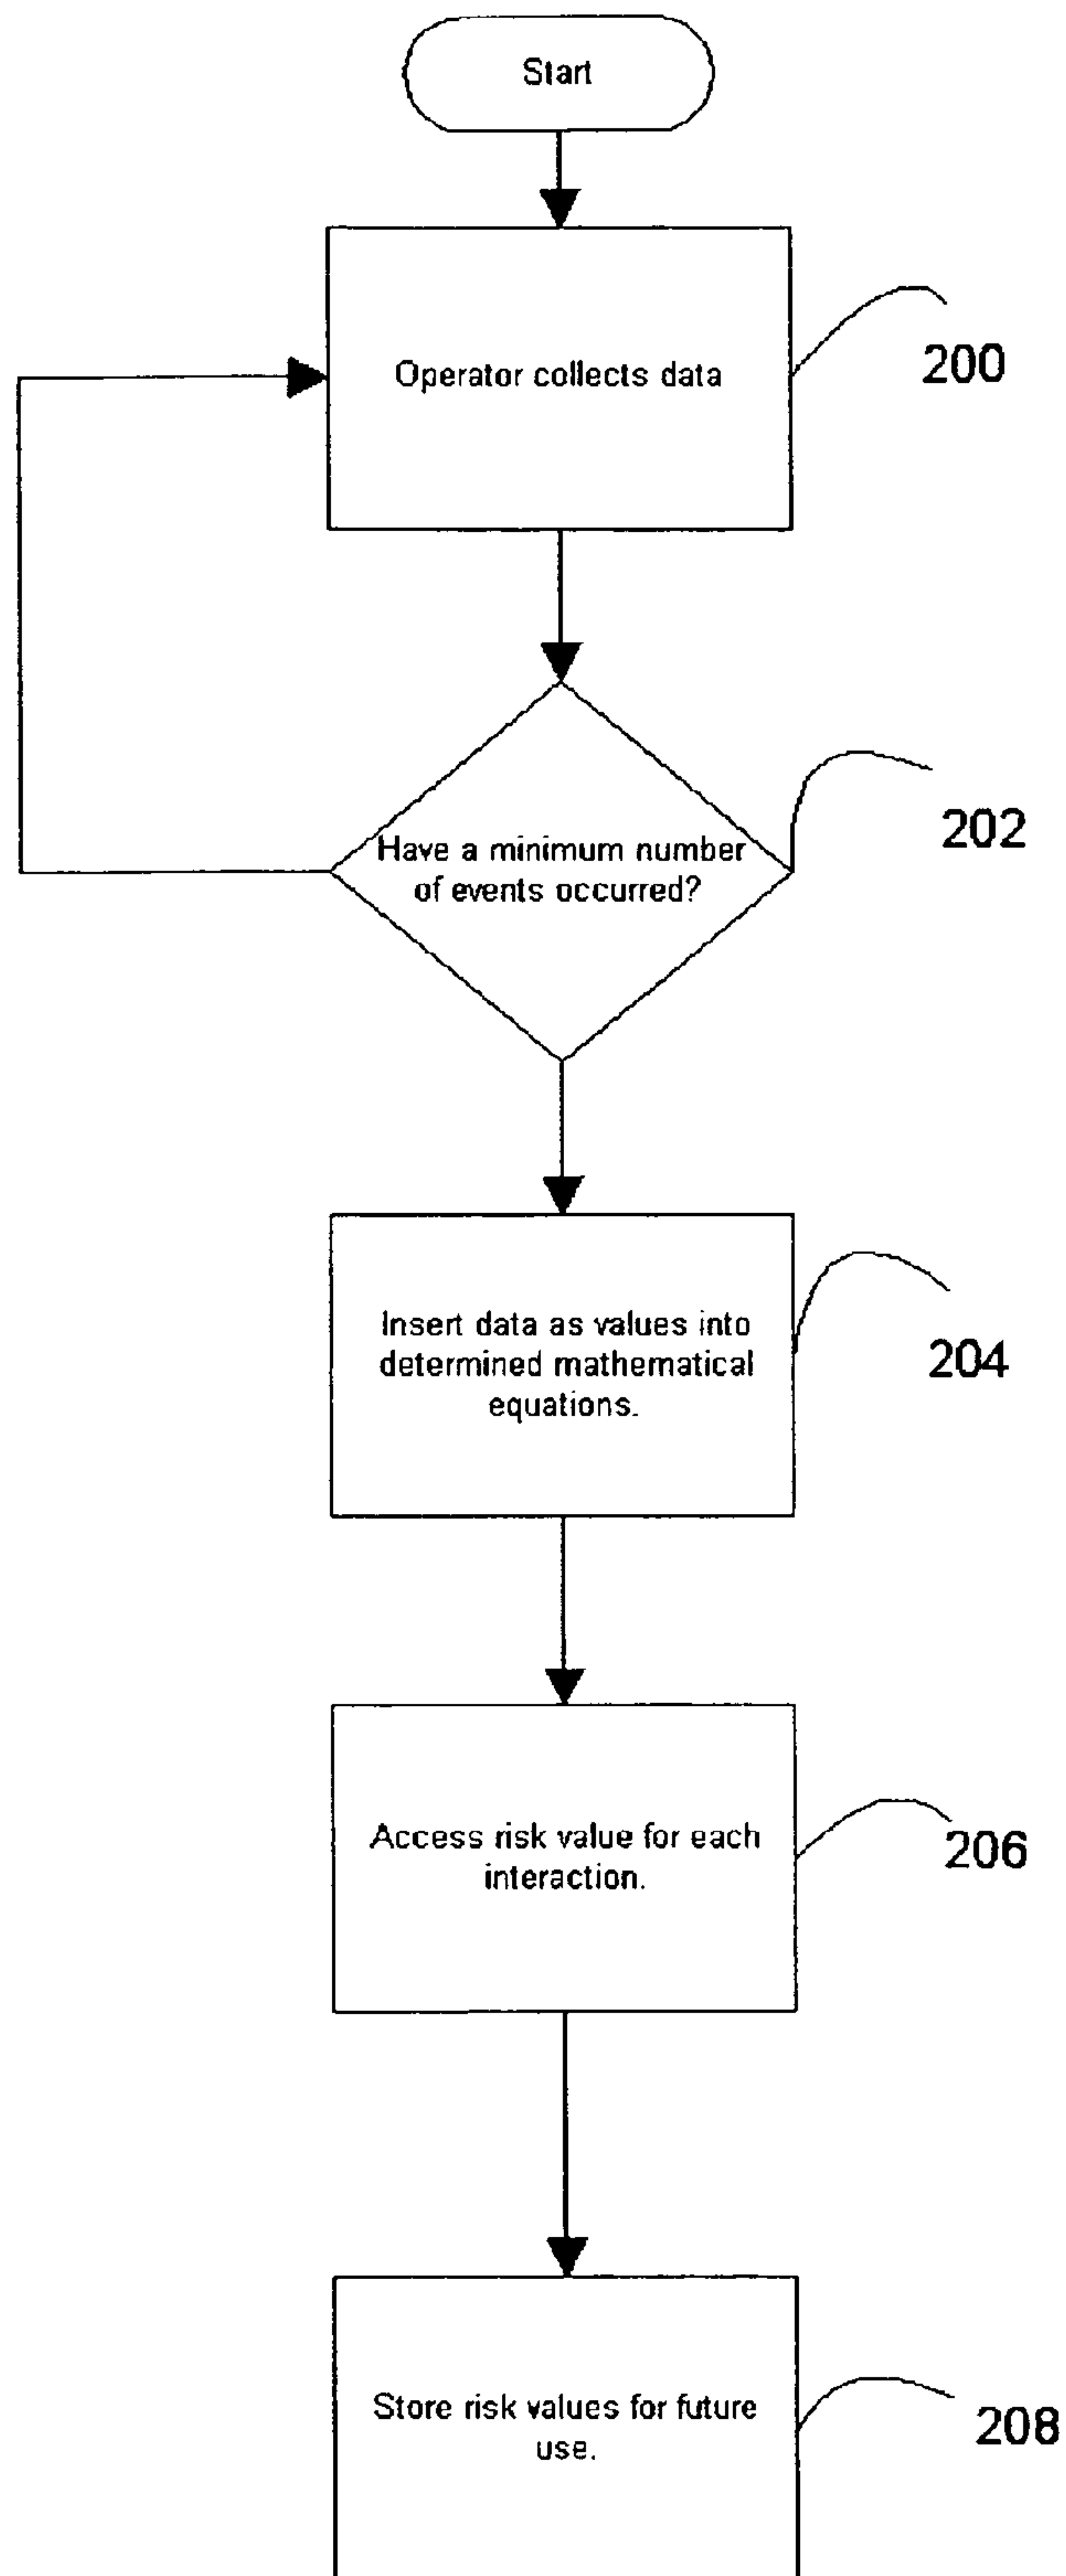 Start
Operator collects data
200
Have a minimum number
of events occurred?
202
Insert data as values into
determined mathematical
equations.
204
Access risk value for each
interaction.
206
Store risk values for future
use.
208